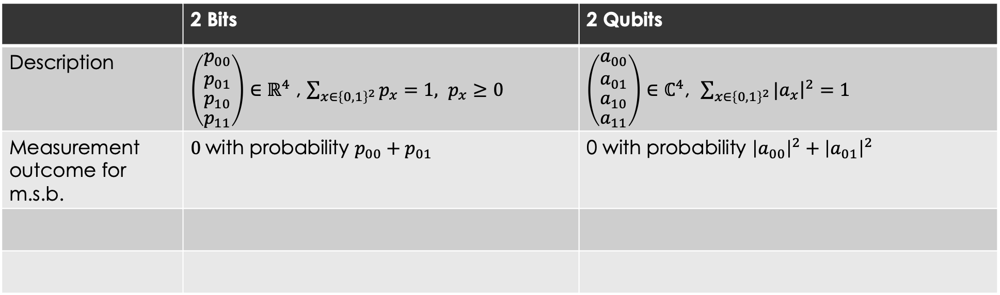 2 Bits
2 Qubits
Description
(p₀₀ p₀₁ p₁₀ p₁₁) ∈ ℝ⁴ , ∑ₓ∈{0,1}² pₓ = 1, pₓ ≥ 0
(a₀₀ a₀₁ a₁₀ a₁₁) ∈ ℂ⁴, ∑ₓ∈{0,1}² |aₓ|² = 1
Measurement
outcome for
m.s.b.
0 with probability p₀₀ + p₀₁
0 with probability |a₀₀|² + |a₀₁|²